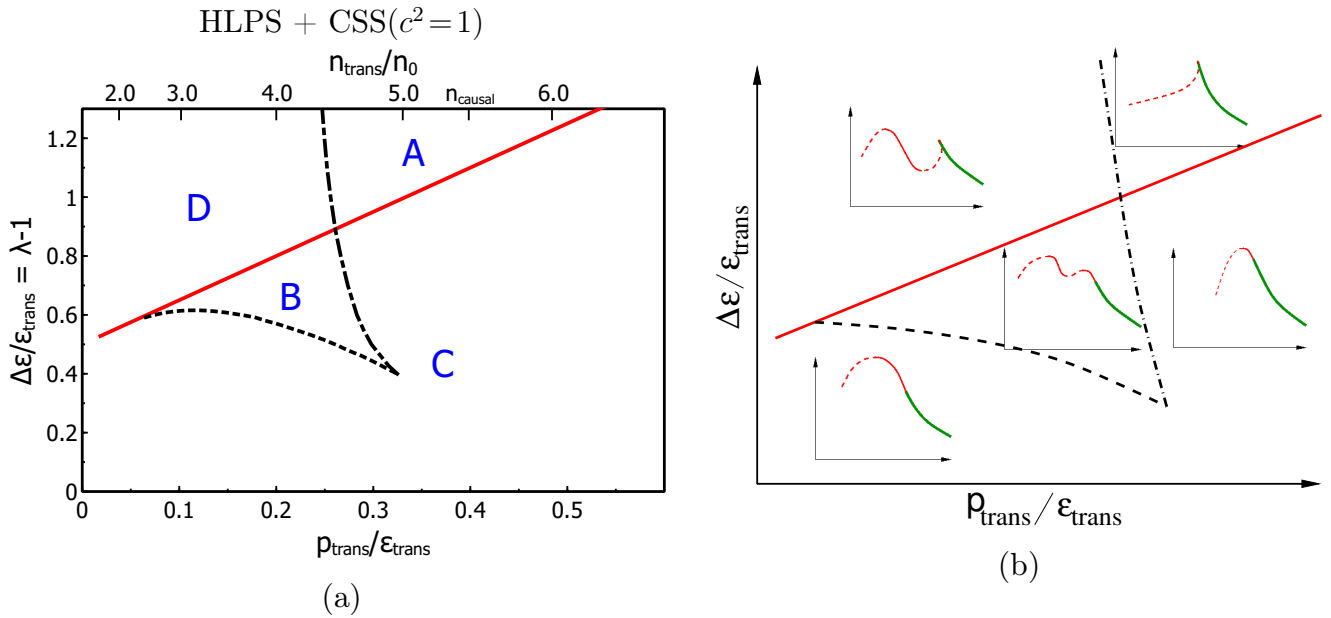 HLPS + CSS(c²=1)
n_trans/n_0
2.0 3.0 4.0 5.0 n_causal 6.0
1.2
1
0.8
0.6
0.4
0.2
0
Δε/ε_trans = λ-1
A
D
B
C
0 0.1 0.2 0.3 0.4 0.5
p_trans/ε_trans
(a)
Δε/ε_trans
p_trans/ε_trans
(b)